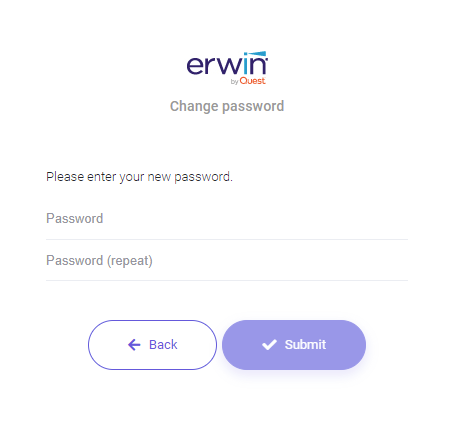 erwin
by Quest
Change password
Please enter your new password.
Password
Password (repeat)
Back
Submit